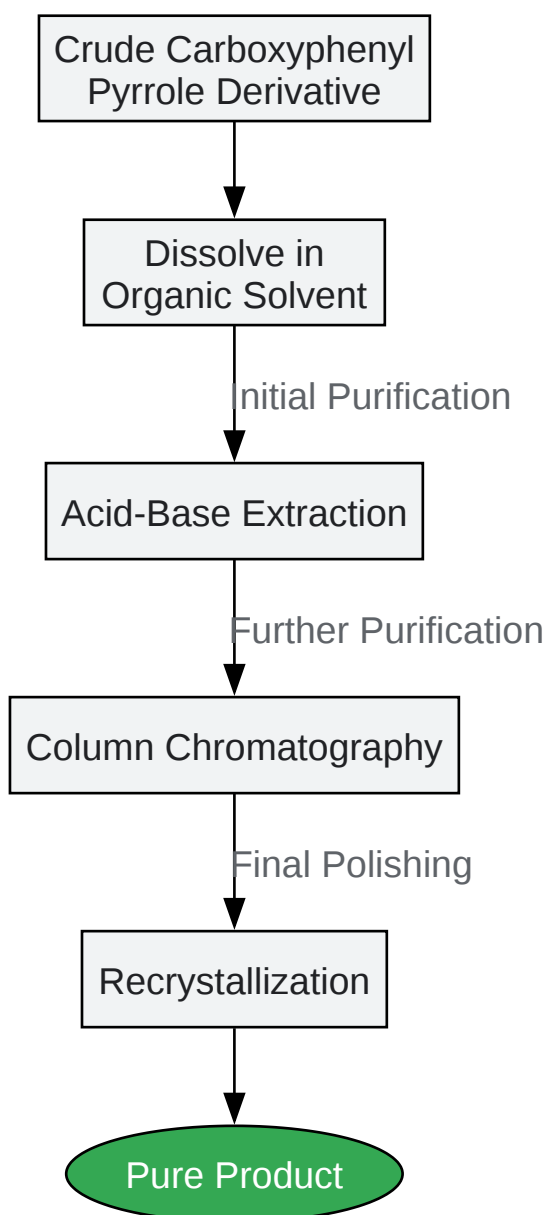 Crude Carboxyphenyl
Pyrrole Derivative
Dissolve in
Organic Solvent
Initial Purification
Acid-Base Extraction
Further Purification
Column Chromatography
Final Polishing
Recrystallization
Pure Product